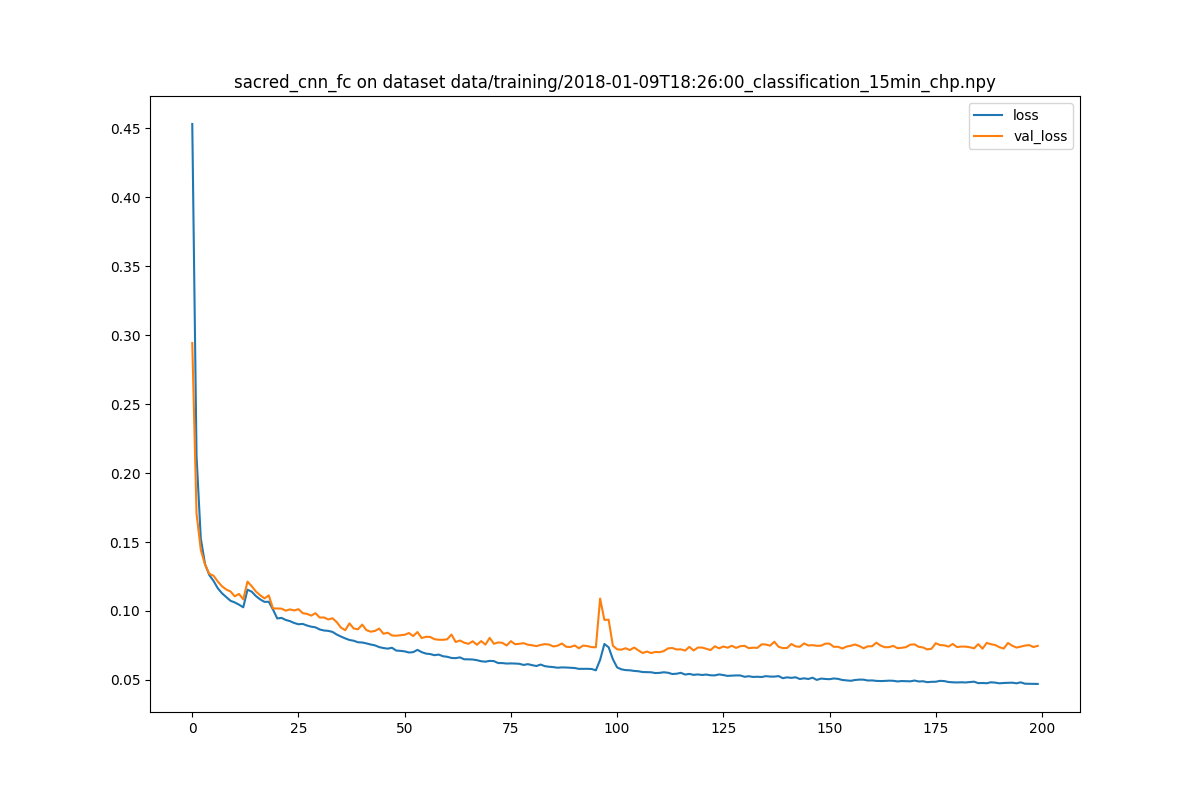 sacred_cnn_fc on dataset data/training/2018-01-09T18:26:00_classification_15min_chp.npy
loss
val_loss
0.45
0.40
0.35
0.30
0.25
0.20
0.15
0.10
0.05
0 25 50 75 100 125 150 175 200